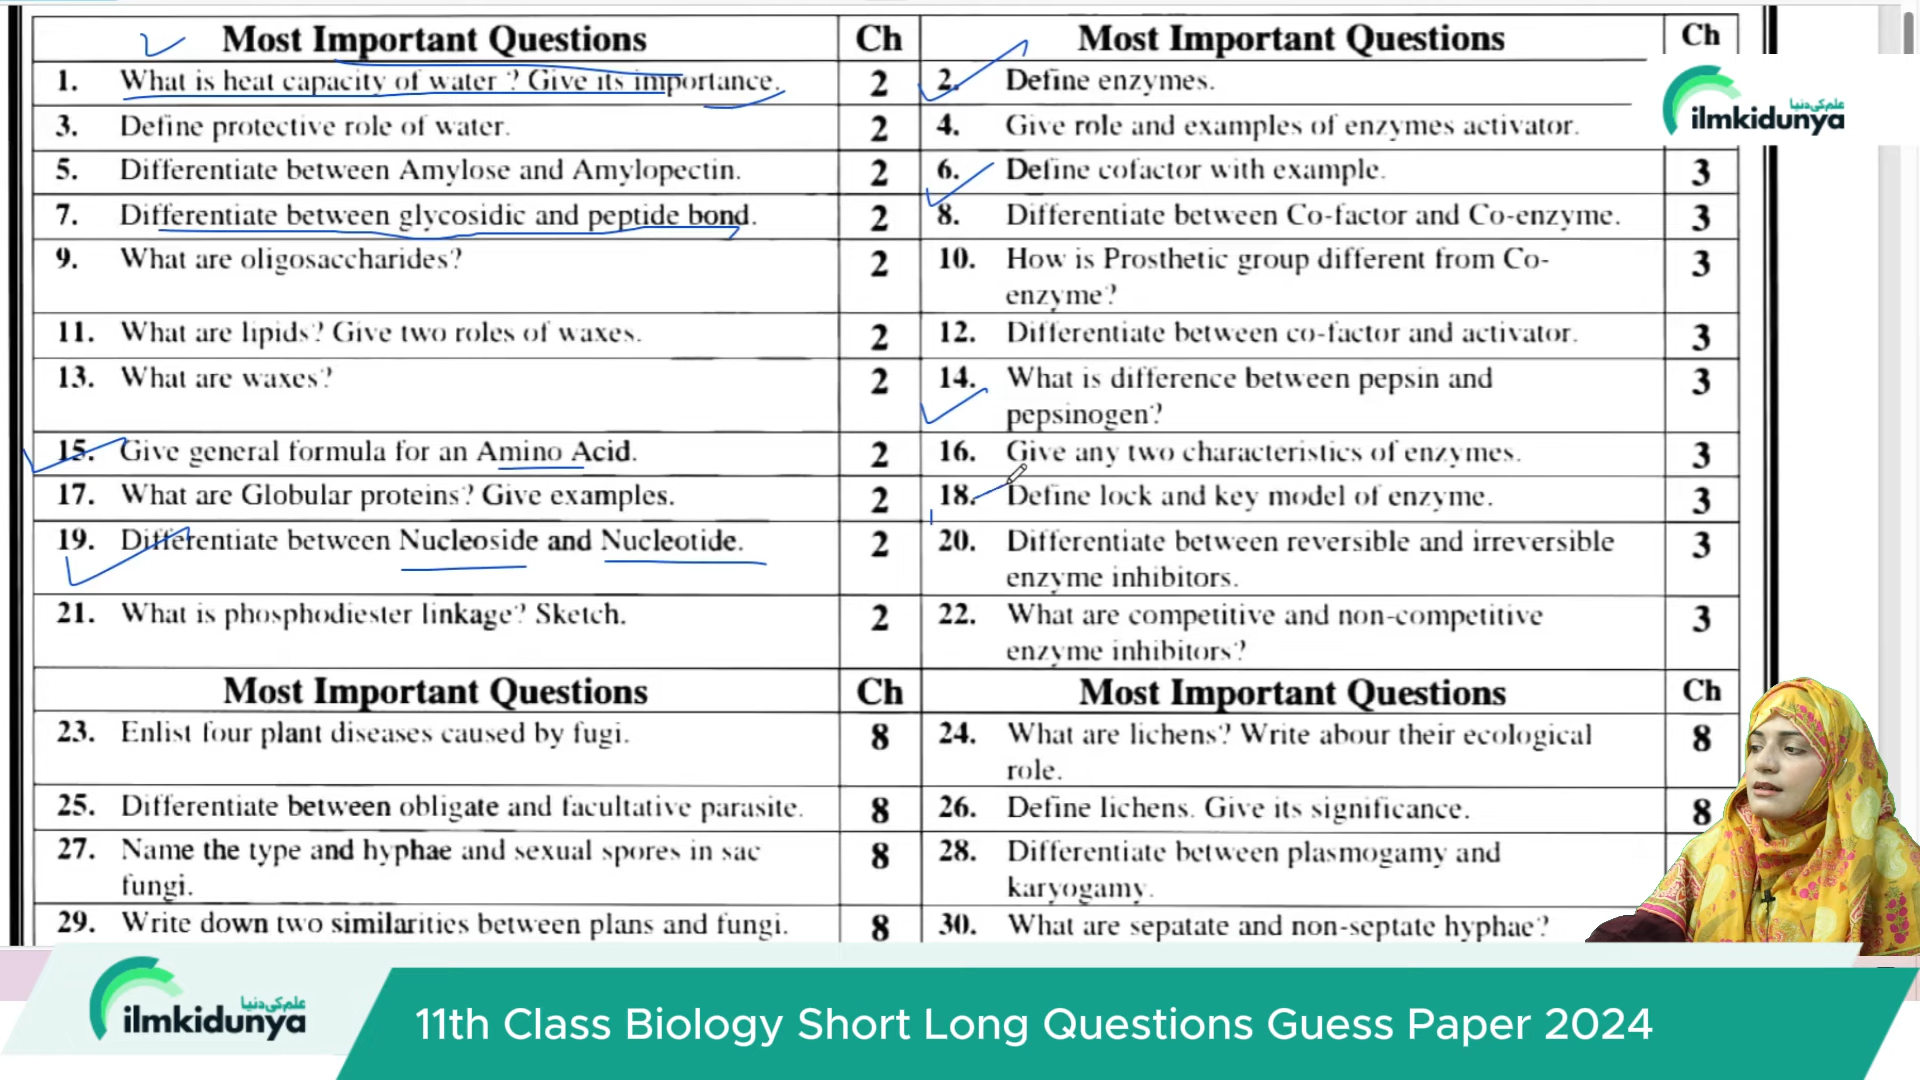 Most Important Questions Ch Most Important Questions Ch
1. What is heat capacity of water ? Give its importance. 2 2. Define enzymes.
3. Define protective role of water. 2 4. Give role and examples of enzymes activator.
5. Differentiate between Amylose and Amylopectin. 2 6. Define cofactor with example. 3
7. Differentiate between glycosidic and peptide bond. 2 8. Differentiate between Co-factor and Co-enzyme. 3
9. What are oligosaccharides? 2 10. How is Prosthetic group different from Co-
enzyme? 3
11. What are lipids? Give two roles of waxes. 2 12. Differentiate between co-factor and activator. 3
13. What are waxes? 2 14. What is difference between pepsin and
pepsinogen? 3
15. Give general formula for an Amino Acid. 2 16. Give any two characteristics of enzymes. 3
17. What are Globular proteins? Give examples. 2 18. Define lock and key model of enzyme. 3
19. Differentiate between Nucleoside and Nucleotide. 2 20. Differentiate between reversible and irreversible
enzyme inhibitors. 3
21. What is phosphodiester linkage? Sketch. 2 22. What are competitive and non-competitive
enzyme inhibitors? 3
Most Important Questions Ch Most Important Questions Ch
23. Enlist four plant diseases caused by fugi. 8 24. What are lichens? Write abour their ecological
role. 8
25. Differentiate between obligate and facultative parasite. 8 26. Define lichens. Give its significance. 8
27. Name the type and hyphae and sexual spores in sac
fungi. 8 28. Differentiate between plasmogamy and
karyogamy.
29. Write down two similarities between plans and fungi. 8 30. What are sepatate and non-septate hyphae?
علم کی دنیا
ilmkidunya
علم کی دنیا
ilmkidunya
11th Class Biology Short Long Questions Guess Paper 2024